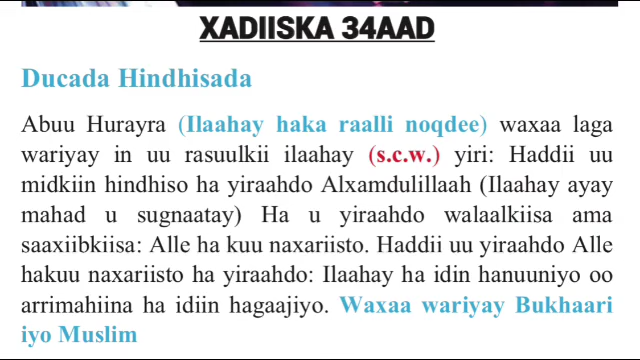 XADIISKA 34AAD
Ducada Hindhisada
Abuu Hurayra (Ilaahay haka raalli noqdee) waxaa laga
wariyay in uu rasuulkii ilaahay (s.c.w.) yiri: Haddii uu
midkiin hindhiso ha yiraahdo Alxamdulillaah (Ilaahay ayay
mahad u sugnaatay) Ha u yiraahdo walaalkiisa ama
saaxiibkiisa: Alle ha kuu naxariisto. Haddii uu yiraahdo Alle
hakuu naxariisto ha yiraahdo: Ilaahay ha idin hanuuniyo oo
arrimahiina ha idiin hagaajiyo. Waxaa wariyay Bukhaari
iyo Muslim